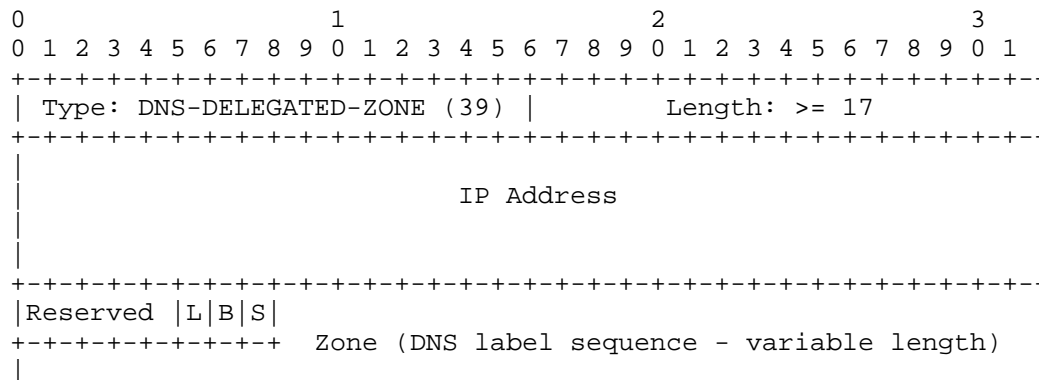 0                   1                   2                   3
0 1 2 3 4 5 6 7 8 9 0 1 2 3 4 5 6 7 8 9 0 1 2 3 4 5 6 7 8 9 0 1
+-+-+-+-+-+-+-+-+-+-+-+-+-+-+-+-+-+-+-+-+-+-+-+-+-+-+-+-+-+-+-+-
| Type: DNS-DELEGATED-ZONE (39) |        Length: >= 17
+-+-+-+-+-+-+-+-+-+-+-+-+-+-+-+-+-+-+-+-+-+-+-+-+-+-+-+-+-+-+-+-
|
|                           IP Address
|
|
+-+-+-+-+-+-+-+-+-+-+-+-+-+-+-+-+-+-+-+-+-+-+-+-+-+-+-+-+-+-+-+-
|Reserved |L|B|S|
+-+-+-+-+-+-+-+-+  Zone (DNS label sequence - variable length)
|